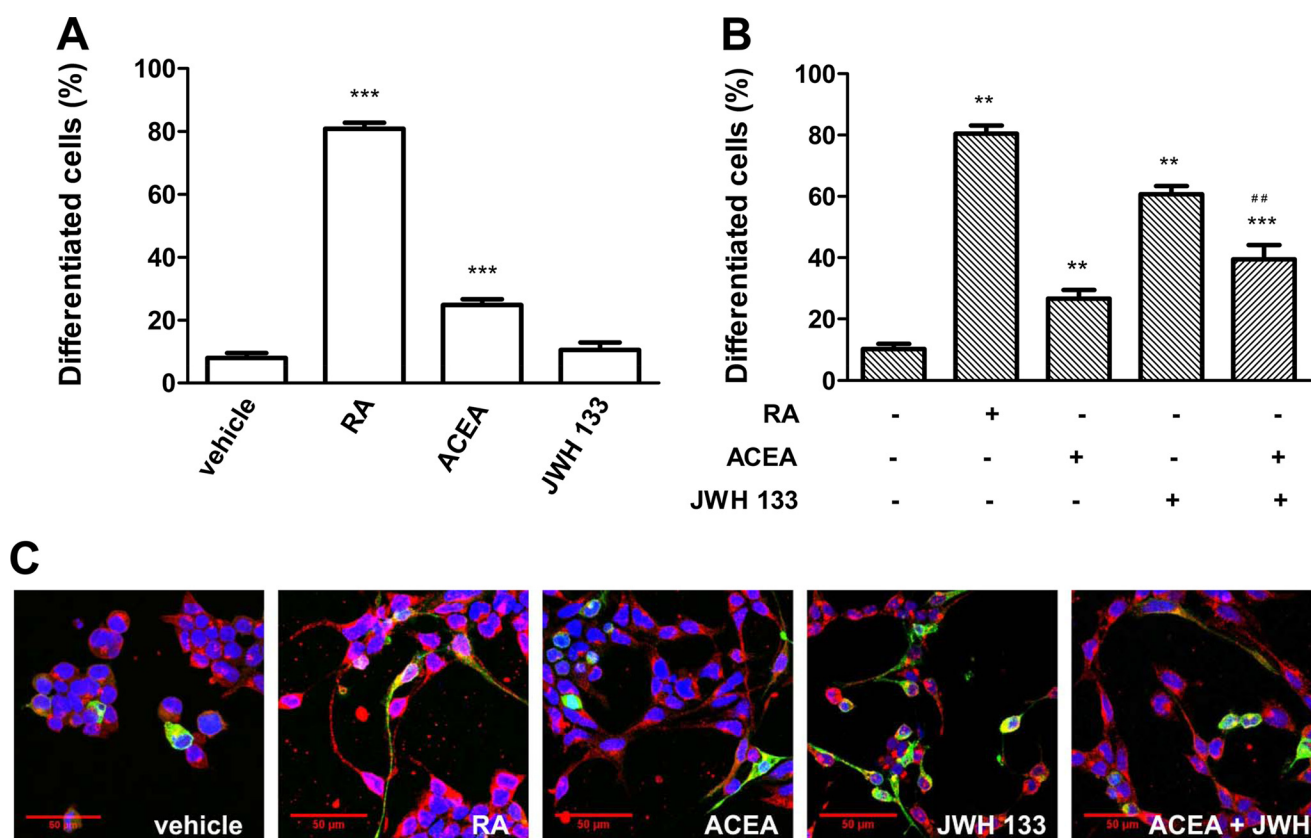 A
Differentiated cells (%)
100
80
60
40
20
0
***
***
vehicle
RA
ACEA
JWH 133
B
Differentiated cells (%)
100
80
60
40
20
0
**
**
**
##
***
RA - + - - -
ACEA - - + - +
JWH 133 - - - + +
C
50 µm
vehicle
50 µm
RA
50 µm
ACEA
50 µm
JWH 133
50 µm
ACEA + JWH